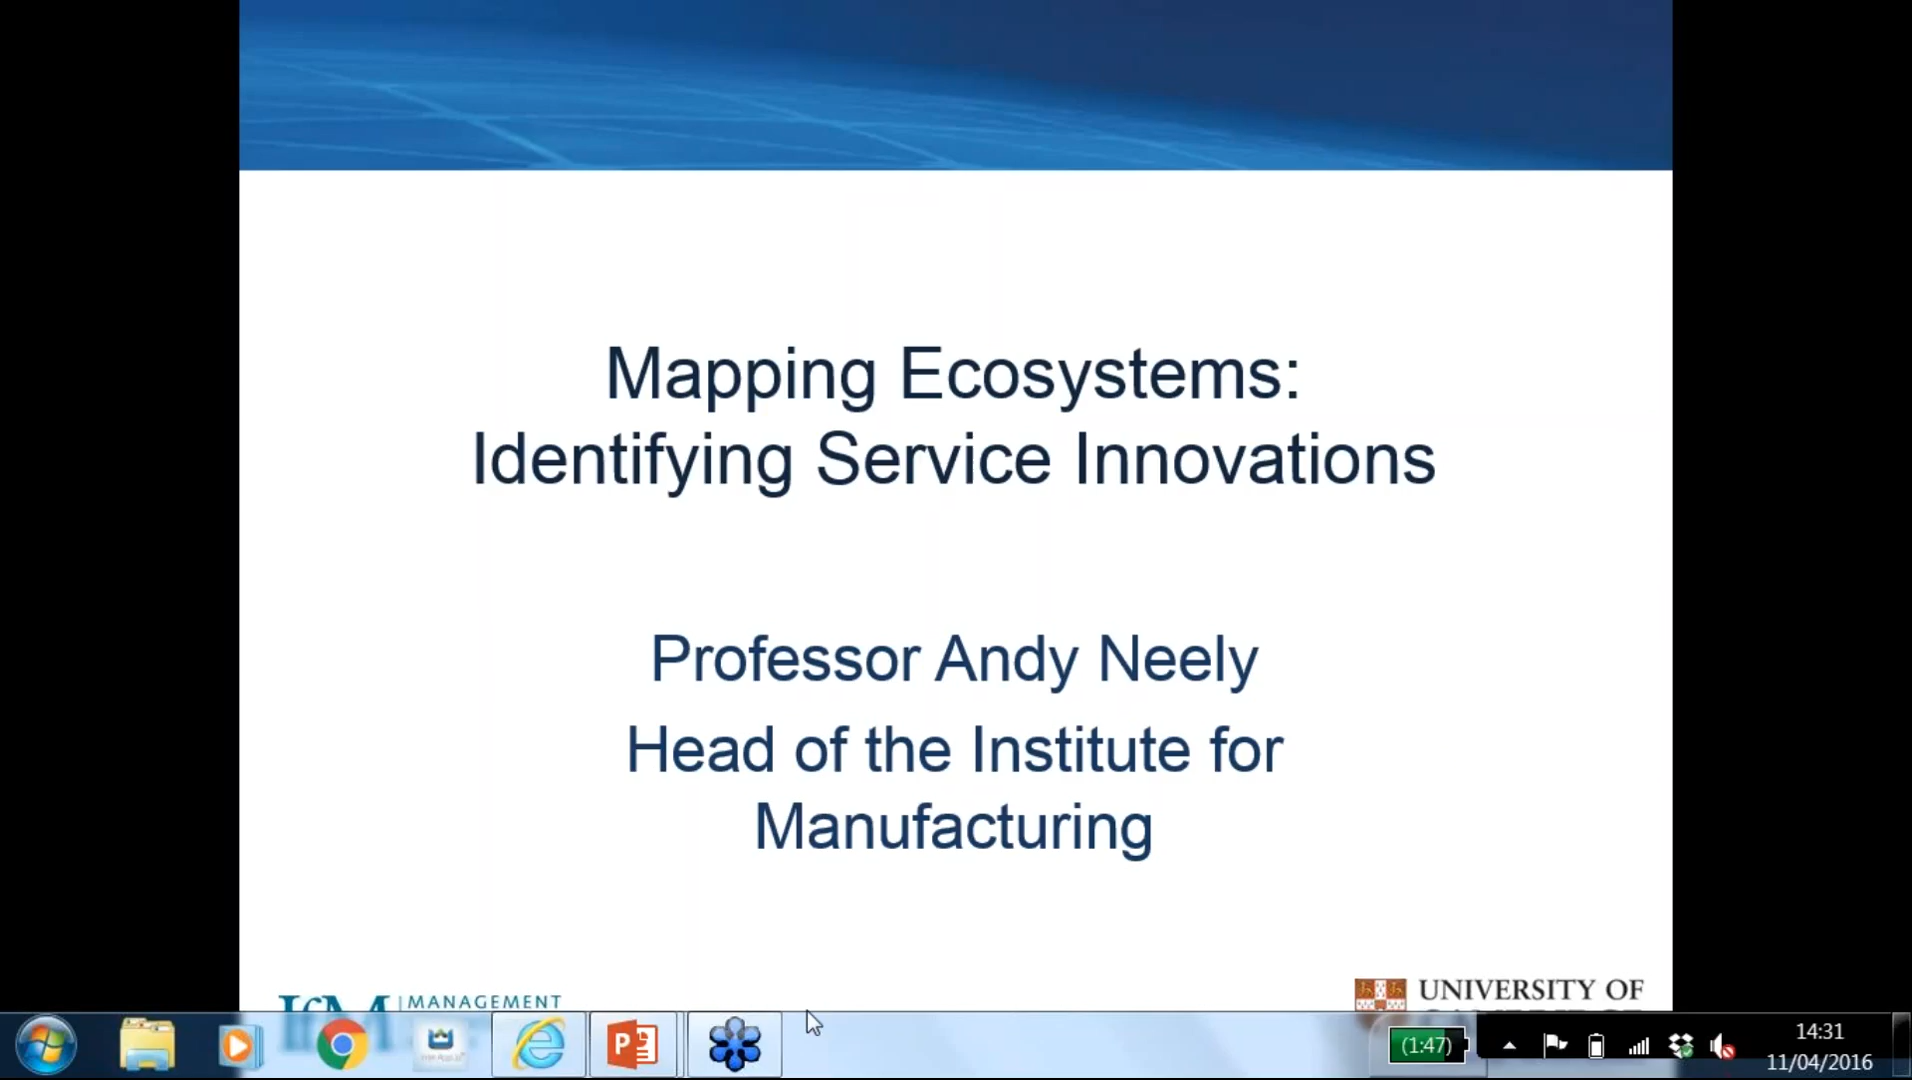 Mapping Ecosystems:
Identifying Service Innovations
Professor Andy Neely
Head of the Institute for
Manufacturing
IfM | MANAGEMENT
UNIVERSITY OF
(1:47)
14:31
11/04/2016